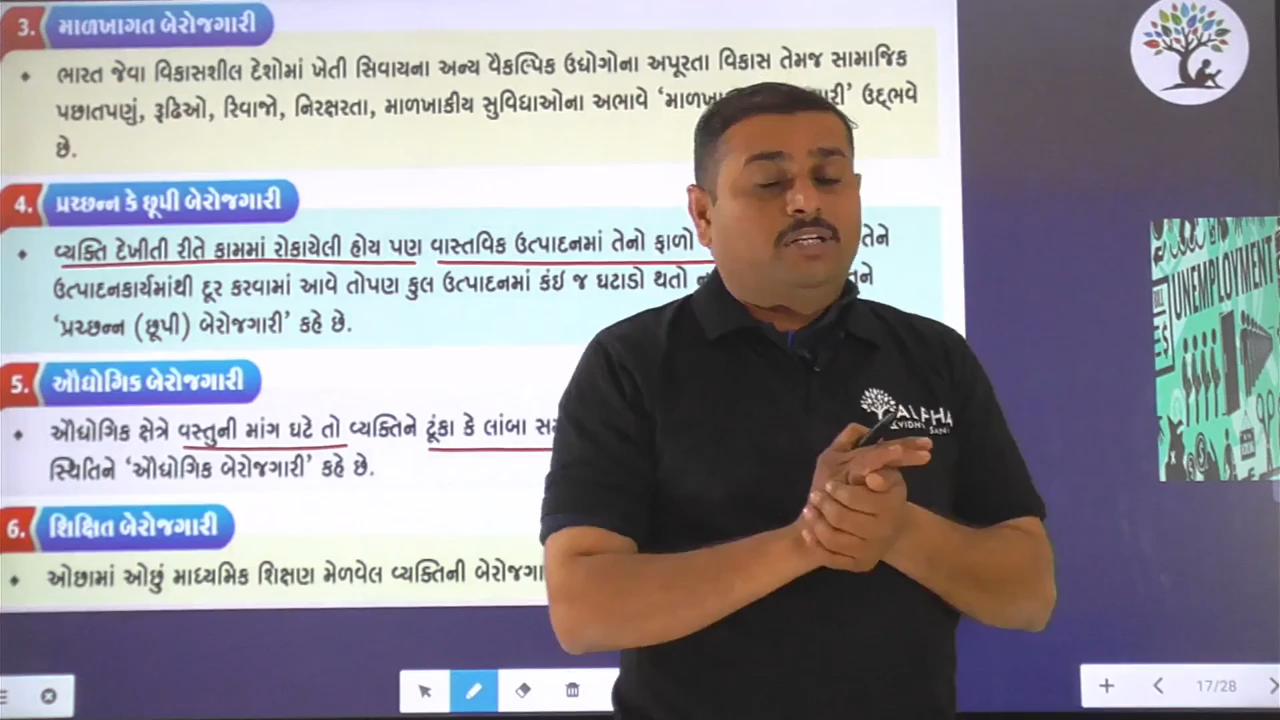 3. માળખાગત બેરોજગારી
• ભારત જેવા વિકાસશીલ દેશોમાં ખેતી સિવાયના અન્ય વૈકલ્પિક ઉદ્યોગોના અપૂરતા વિકાસ તેમજ સામાજિક
પછાતપણું, રૂઢિઓ, રિવાજો, નિરક્ષરતા, માળખાકીય સુવિધાઓના અભાવે ઉદ્દભવે
છે.
4. પ્રચ્છન્ન કે છૂપી બેરોજગારી
• વ્યક્તિ દેખીતી રીતે કામમાં રોકાયેલી હોય પણ વાસ્તવિક ઉત્પાદનમાં તેનો ફાળો તેને
ઉત્પાદનકાર્યમાંથી દૂર કરવામાં આવે તોપણ કુલ ઉત્પાદનમાં કંઈ જ ઘટાડો થતો
‘પ્રચ્છન્ન (છૂપી) બેરોજગારી’ કહે છે.
5. ઔદ્યોગિક બેરોજગારી
• ઔદ્યોગિક ક્ષેત્રે વસ્તુની માંગ ઘટે તો વ્યક્તિને ટૂંકા કે લાંબા
સ્થિતિને ‘ઔદ્યોગિક બેરોજગારી’ કહે છે.
6. શિક્ષિત બેરોજગારી
• ઓછામાં ઓછું માધ્યમિક શિક્ષણ મેળવેલ વ્યક્તિની
UNEMPLOYMENT
ALPHA
17/28